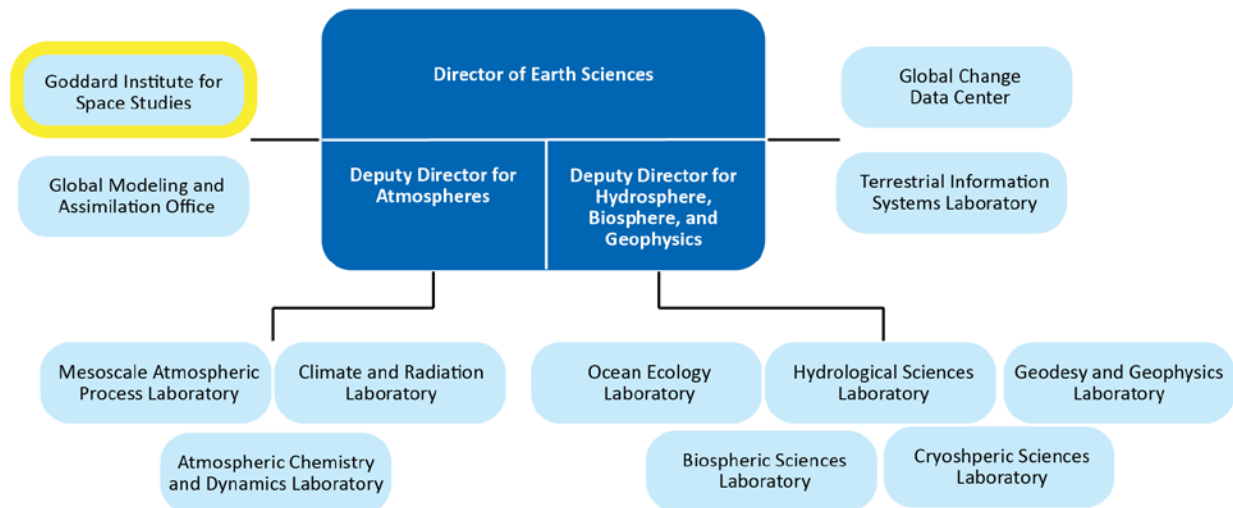 Director of Earth Sciences
Goddard Institute for
Space Studies
Global Change
Data Center
Deputy Director for
Atmospheres
Deputy Director for
Hydrosphere,
Biosphere, and
Geophysics
Global Modeling and
Assimilation Office
Terrestrial Information
Systems Laboratory
Mesoscale Atmospheric
Process Laboratory
Climate and Radiation
Laboratory
Ocean Ecology
Laboratory
Hydrological Sciences
Laboratory
Geodesy and Geophysics
Laboratory
Atmospheric Chemistry
and Dynamics Laboratory
Biospheric Sciences
Laboratory
Cryoshperic Sciences
Laboratory